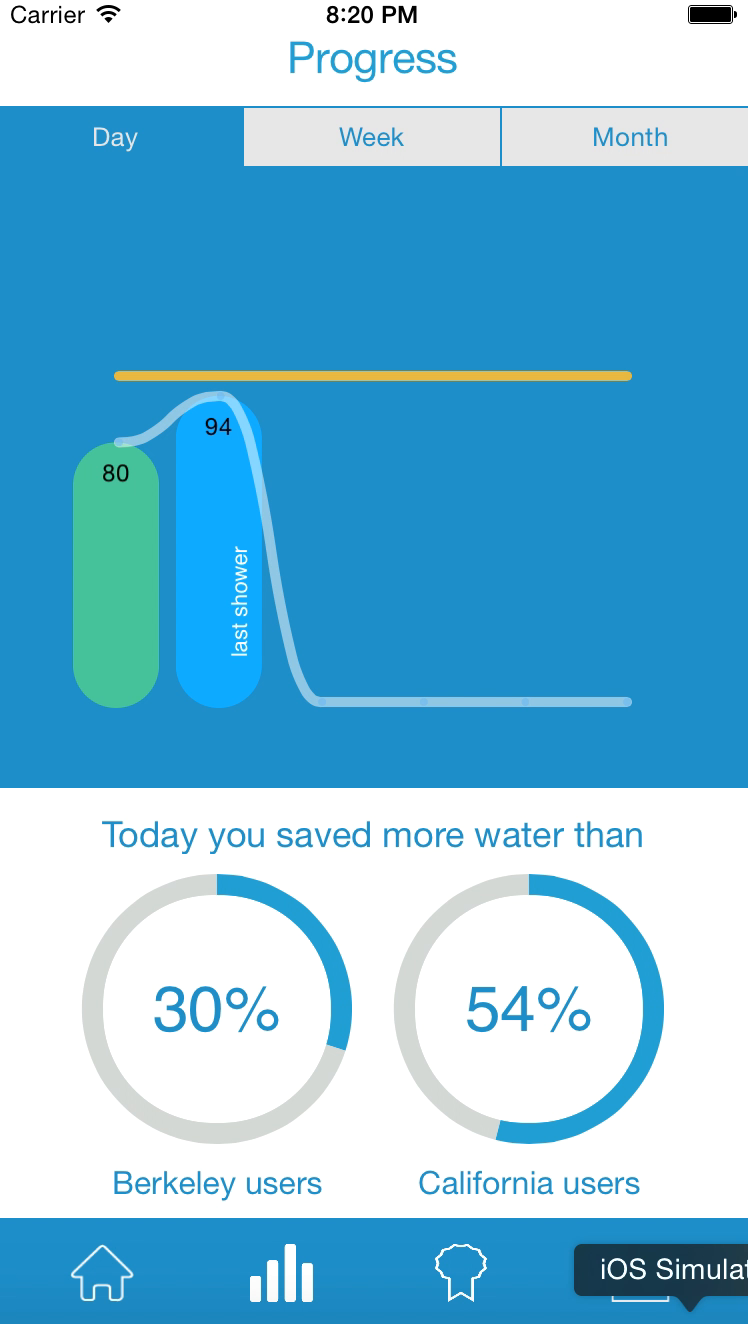 Carrier 8:20 PM
Progress
Day Week Month
94
80
last shower
Today you saved more water than
30% 54%
Berkeley users California users
iOS Simulat